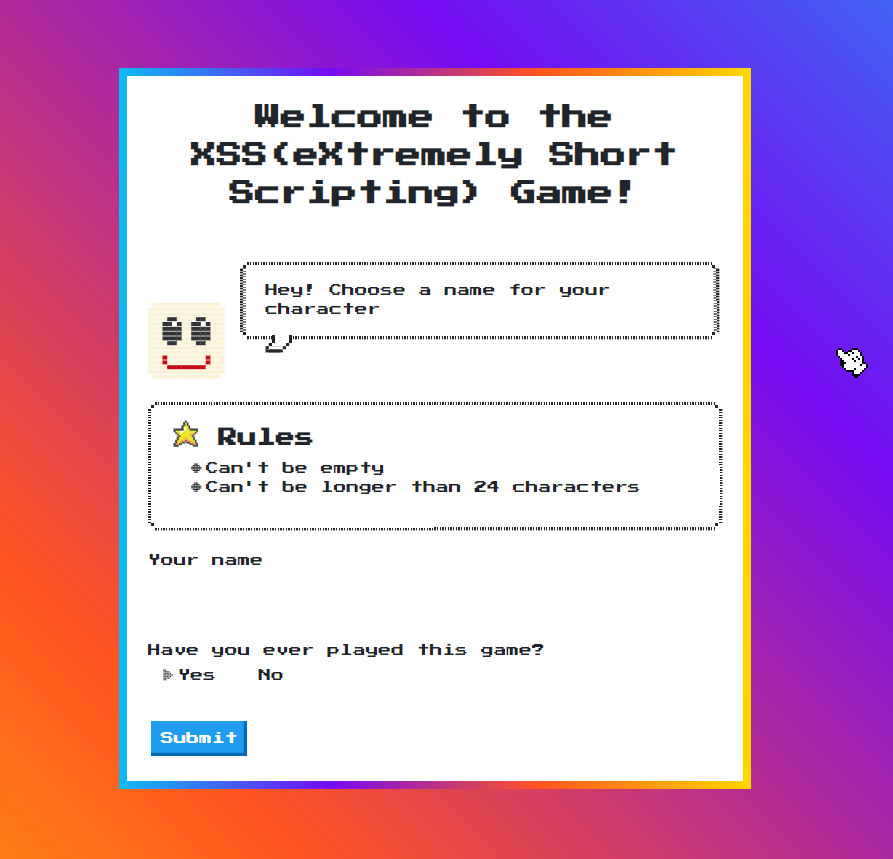 Welcome to the
XSS(eXtremely Short
Scripting) Game!
Hey! Choose a name for your
character
Rules
Can't be empty
Can't be longer than 24 characters
Your name
Have you ever played this game?
Yes No
Submit